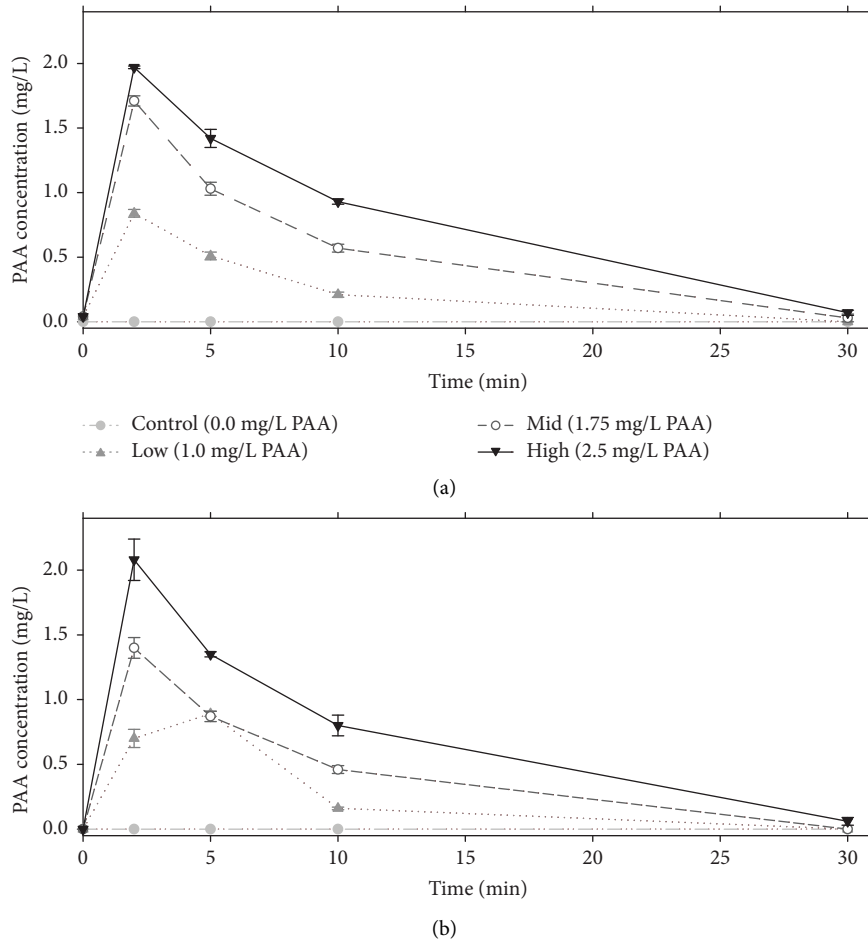 2.0
1.5
1.0
0.5
0.0
PAA concentration (mg/L)
0 5 10 15 20 25 30
Time (min)
Control (0.0 mg/L PAA) Mid (1.75 mg/L PAA)
Low (1.0 mg/L PAA) High (2.5 mg/L PAA)
(a)
2.0
1.5
1.0
0.5
0.0
PAA concentration (mg/L)
0 5 10 15 20 25 30
Time (min)
(b)